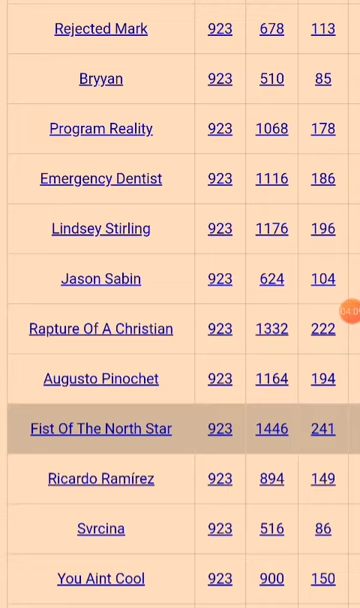 Rejected Mark 923 678 113
Bryyan 923 510 85
Program Reality 923 1068 178
Emergency Dentist 923 1116 186
Lindsey Stirling 923 1176 196
Jason Sabin 923 624 104
Rapture Of A Christian 923 1332 222
Augusto Pinochet 923 1164 194
Fist Of The North Star 923 1446 241
Ricardo Ramírez 923 894 149
Svrcina 923 516 86
You Aint Cool 923 900 150